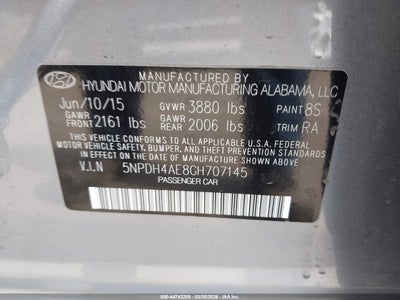 MANUFACTURED BY
HYUNDAI MOTOR MANUFACTURING ALABAMA, LLC
Jun/10/15 GVWR 3880 lbs PAINT 8S
GAWR FRONT 2161 lbs GAWR REAR 2006 lbs TRIM RA
THIS VEHICLE CONFORMS TO ALL APPLICABLE U.S.A. FEDERAL
MOTOR VEHICLE SAFETY, BUMPER, AND THEFT PREVENTION STANDARDS
IN EFFECT ON THE DATE OF MANUFACTURE SHOWN ABOVE.
V.I.N 5NPDH4AE8GH707145
PASSENGER CAR